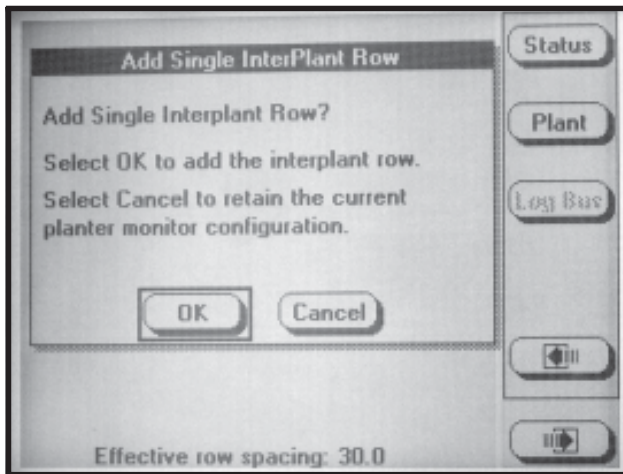 Add Single InterPlant Row
Add Single Interplant Row?
Select OK to add the interplant row.
Select Cancel to retain the current
planter monitor configuration.
OK
Cancel
Effective row spacing: 30.0
Status
Plant
Log Bus